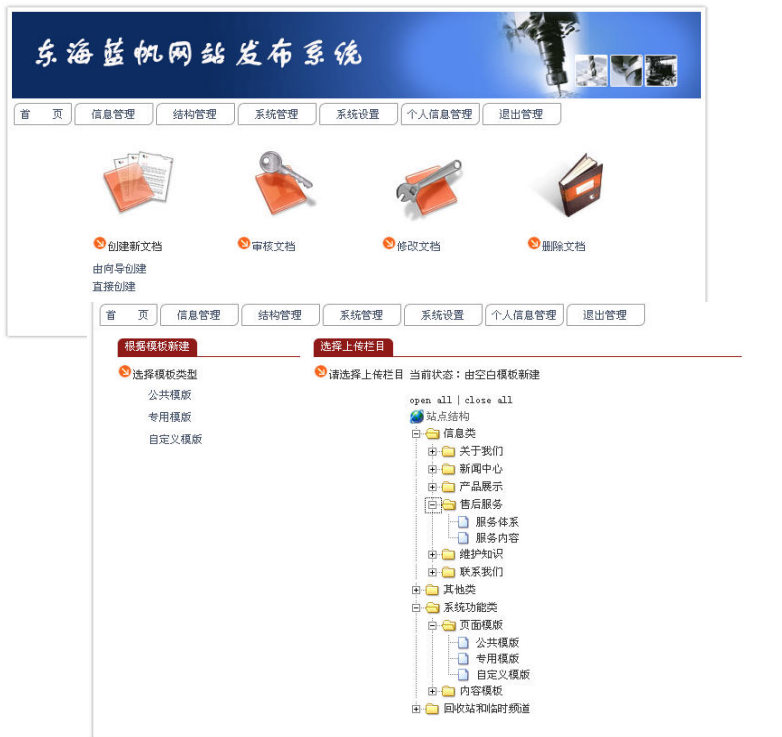 东海蓝帆网站发布系统
首 页 信息管理 结构管理 系统管理 系统设置 个人信息管理 退出管理
创建新文档 审核文档 修改文档 删除文档
由向导创建
直接创建
首 页 信息管理 结构管理 系统管理 系统设置 个人信息管理 退出管理
根据模板新建 选择上传栏目
选择模板类型 请选择上传栏目 当前状态：由空白模板新建
公共模版
专用模版
自定义模版
open all | close all
站点结构
信息类
关于我们
新闻中心
产品展示
售后服务
服务体系
服务内容
维护知识
联系我们
其他类
系统功能类
页面模版
公共模版
专用模版
自定义模版
内容模板
回收站和临时频道